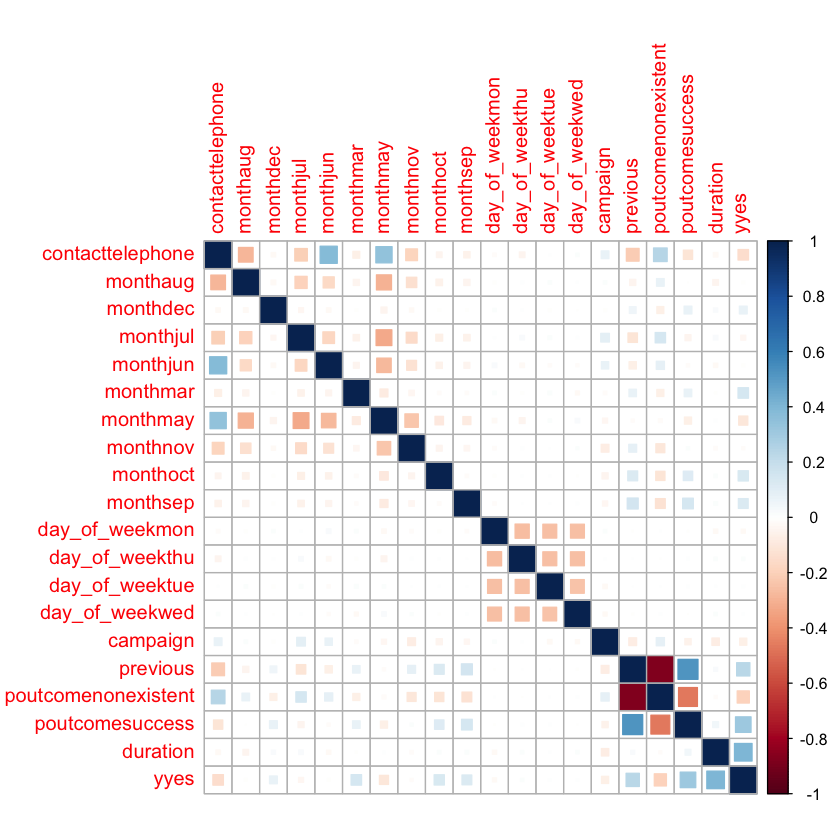 contacttelephone
monthaug
monthdec
monthjul
monthjun
monthmar
monthmay
monthnov
monthoct
monthsep
day_of_weekmon
day_of_weekthu
day_of_weektue
day_of_weekwed
campaign
previous
poutcomenonexistent
poutcomesuccess
duration
yyes
contacttelephone
monthaug
monthdec
monthjul
monthjun
monthmar
monthmay
monthnov
monthoct
monthsep
day_of_weekmon
day_of_weekthu
day_of_weektue
day_of_weekwed
campaign
previous
poutcomenonexistent
poutcomesuccess
duration
yyes
1
0.8
0.6
0.4
0.2
0
-0.2
-0.4
-0.6
-0.8
-1